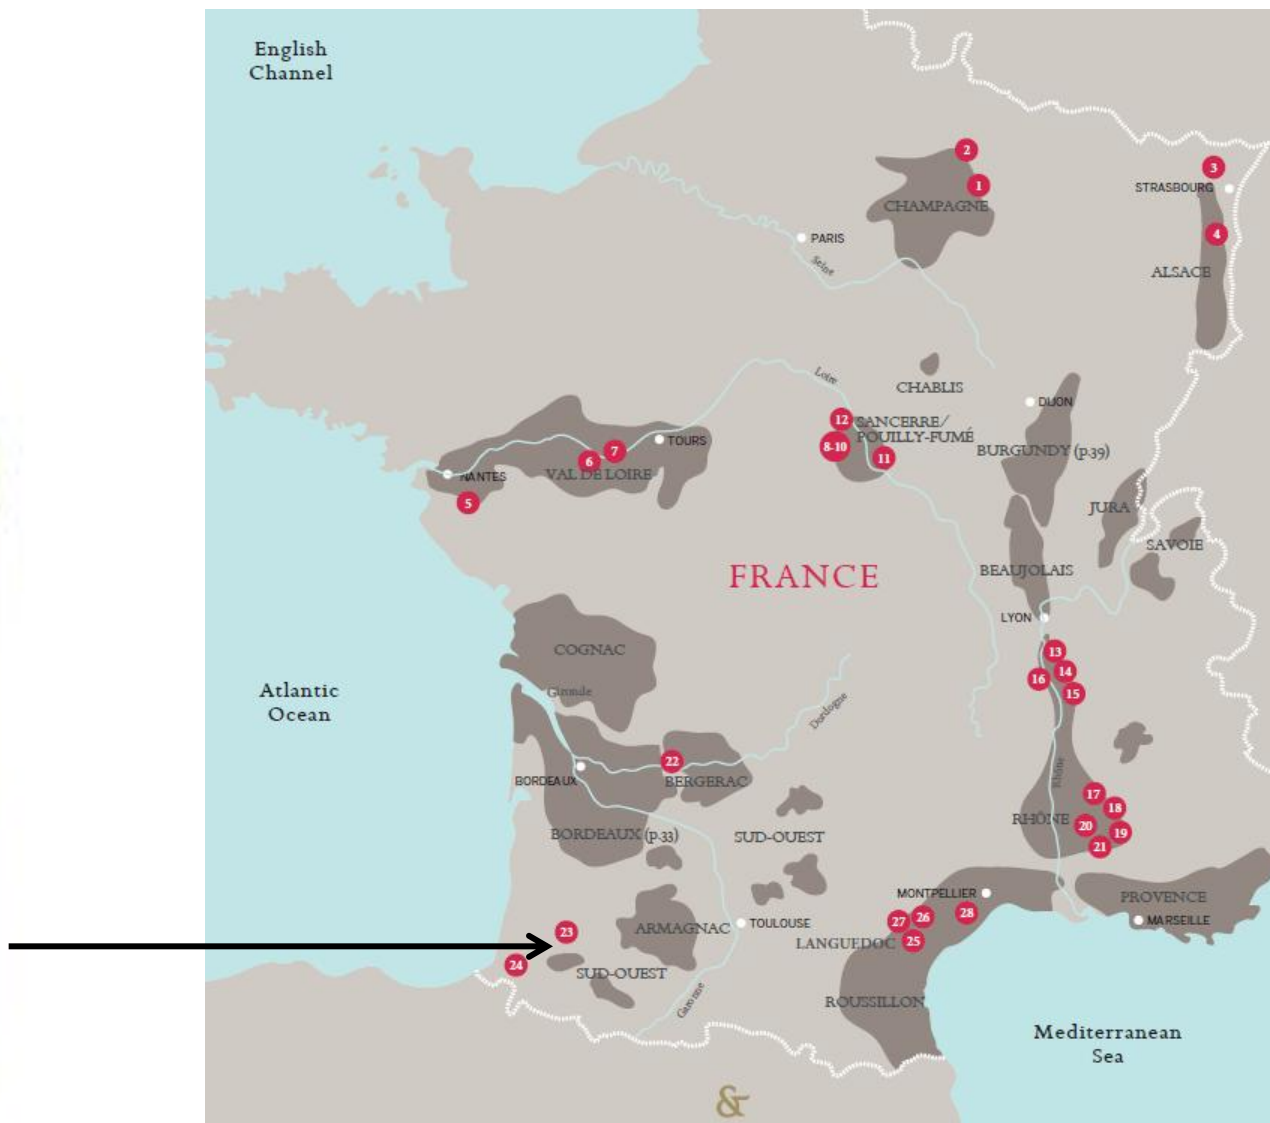 English
Channel
2
3
1
STRASBOURG
CHAMPAGNE
PARIS
4
Seine
ALSACE
Loire
CHABLIS
DIJON
12
SANCERRE/
POUILLY-FUMÉ
8-10
11
TOURS
7
6
BURGUNDY (p.39)
NANTES
VAL DE LOIRE
5
JURA
SAVOIE
FRANCE
BEAUJOLAIS
LYON
COGNAC
13
14
16
15
Gironde
Atlantic
Ocean
Dordogne
22
BORDEAUX
BERGERAC
Rhône
17
18
RHÔNE
20
19
21
BORDEAUX (p.33)
SUD-OUEST
MONTPELLIER
PROVENCE
MARSEILLE
27
26
28
25
LANGUEDOC
ARMAGNAC
TOULOUSE
23
24
SUD-OUEST
Garonne
ROUSSILLON
Mediterranean
Sea
&